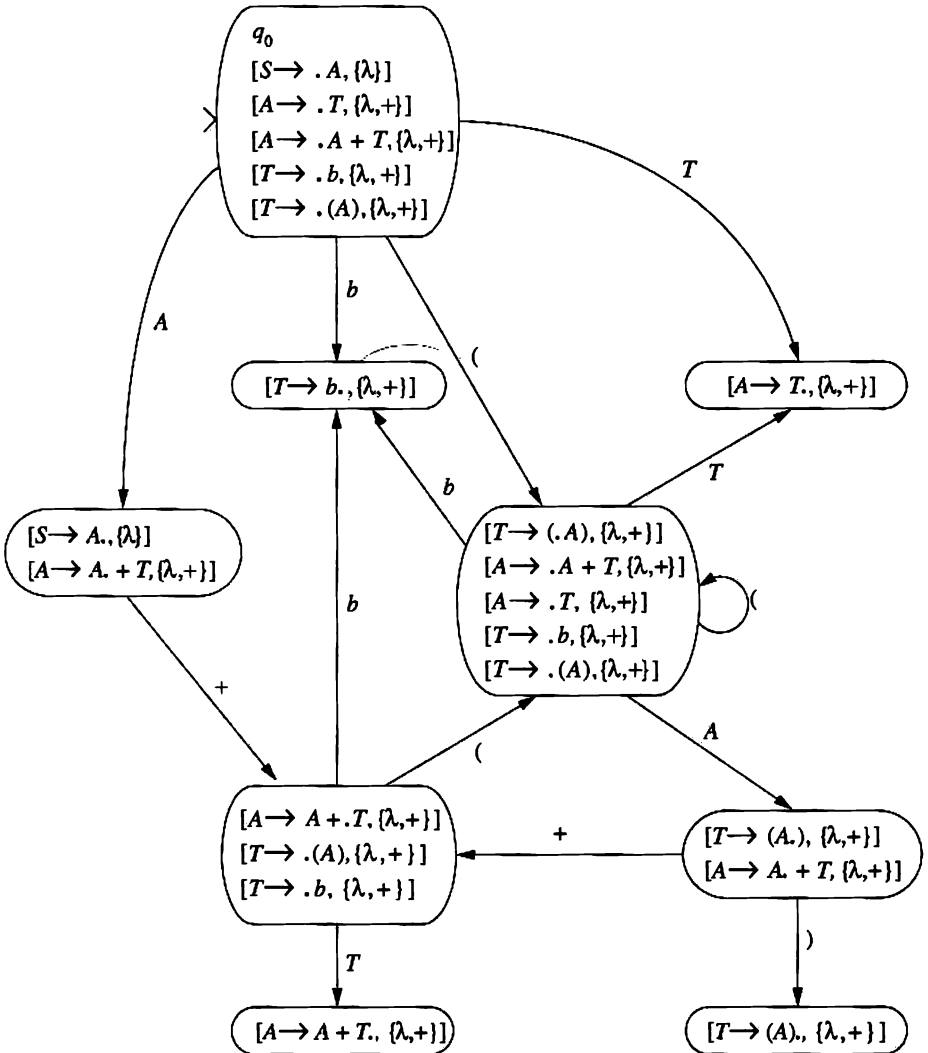 q₀
[S→ .A,{λ}]
[A→ .T,{λ,+}]
[A→ .A + T,{λ,+}]
[T→ .b,{λ,+}]
[T→ .(A),{λ,+}]
T
b
A
(
[T→ b.,{λ,+}]
[A→ T.,{λ,+}]
T
b
[S→ A.,{λ}]
[A→ A. + T,{λ,+}]
[T→ (.A),{λ,+}]
[A→ .A + T,{λ,+}]
[A→ .T, {λ,+}]
[T→ .b,{λ,+}]
[T→ .(A),{λ,+}]
(
b
+
(
A
[A→ A +.T,{λ,+}]
[T→ .(A),{λ,+}]
[T→ .b, {λ,+}]
+
[T→ (A.), {λ,+}]
[A→ A. + T,{λ,+}]
T
)
[A→ A + T., {λ,+}]
[T→ (A)., {λ,+}]